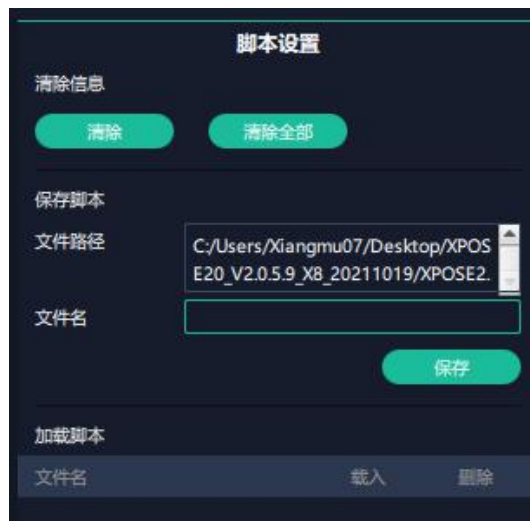 脚本设置
清除信息
清除 清除全部
保存脚本
文件路径 C:/Users/Xiangmu07/Desktop/XPOS
E20_V2.0.5.9_X8_20211019/XPOSE2.
文件名
保存
加载脚本
文件名 载入 删除